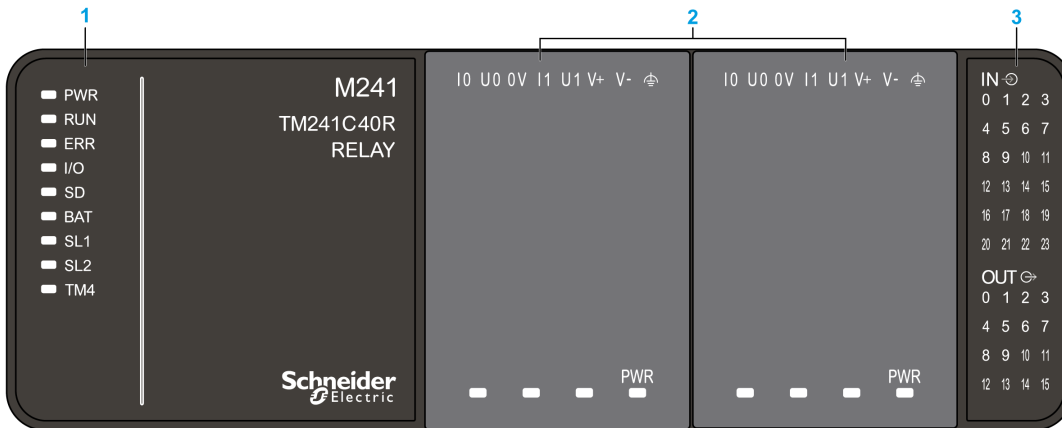 1
2
3
PWR
RUN
ERR
I/O
SD
BAT
SL1
SL2
TM4
M241
TM241C40R
RELAY
Schneider
Electric
I0 U0 0V I1 U1 V+ V-
PWR
I0 U0 0V I1 U1 V+ V-
PWR
IN
0 1 2 3
4 5 6 7
8 9 10 11
12 13 14 15
16 17 18 19
20 21 22 23
OUT
0 1 2 3
4 5 6 7
8 9 10 11
12 13 14 15